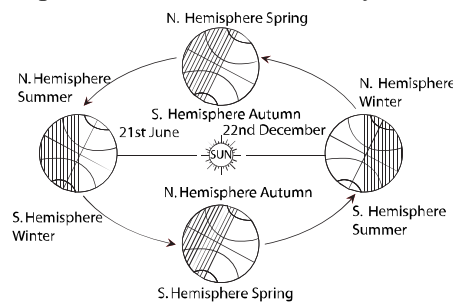 N. Hemisphere Spring
N. Hemisphere
Summer
N. Hemisphere
Winter
S. Hemisphere Autumn
21st June
22nd December
SUN
N. Hemisphere Autumn
S. Hemisphere
Winter
S. Hemisphere
Summer
S. Hemisphere Spring